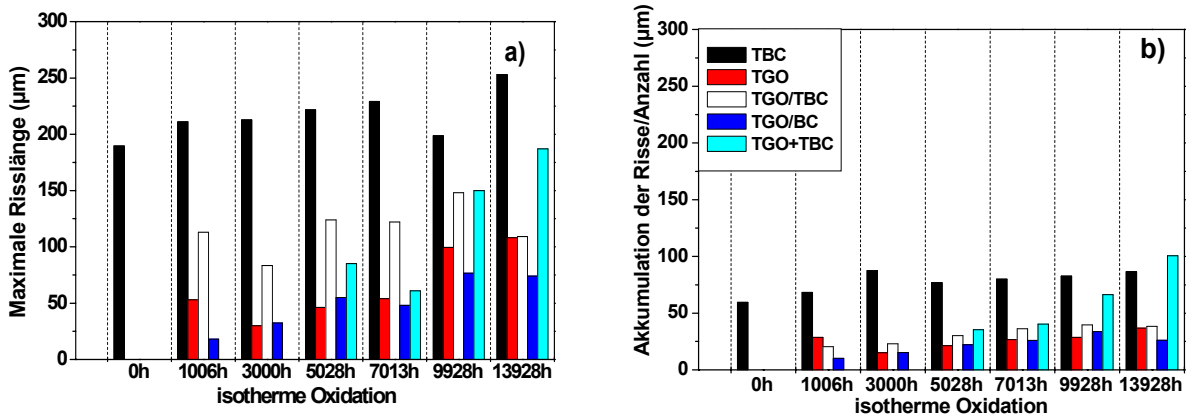 Maximale Risslänge (µm)
300
250
200
150
100
50
0
a)
0h 1006h 3000h 5028h 7013h 9928h 13928h
isotherme Oxidation
Akkumulation der Risse/Anzahl (µm)
300
250
200
150
100
50
0
b)
TBC
TGO
TGO/TBC
TGO/BC
TGO+TBC
0h 1006h 3000h 5028h 7013h 9928h 13928h
isotherme Oxidation